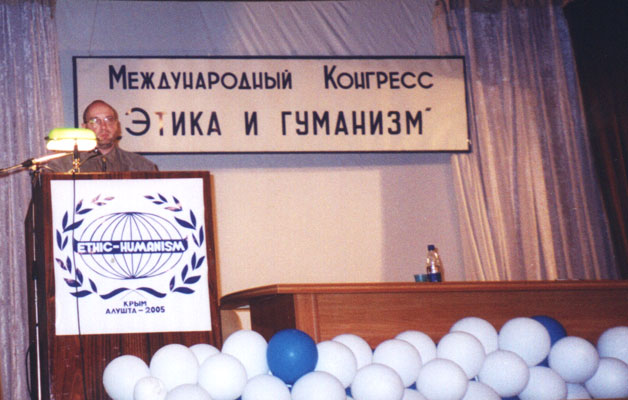 Международный Конгресс
"Этика и гуманизм"
ETHIC-HUMANISM
КРЫМ
АЛУШТА-2005